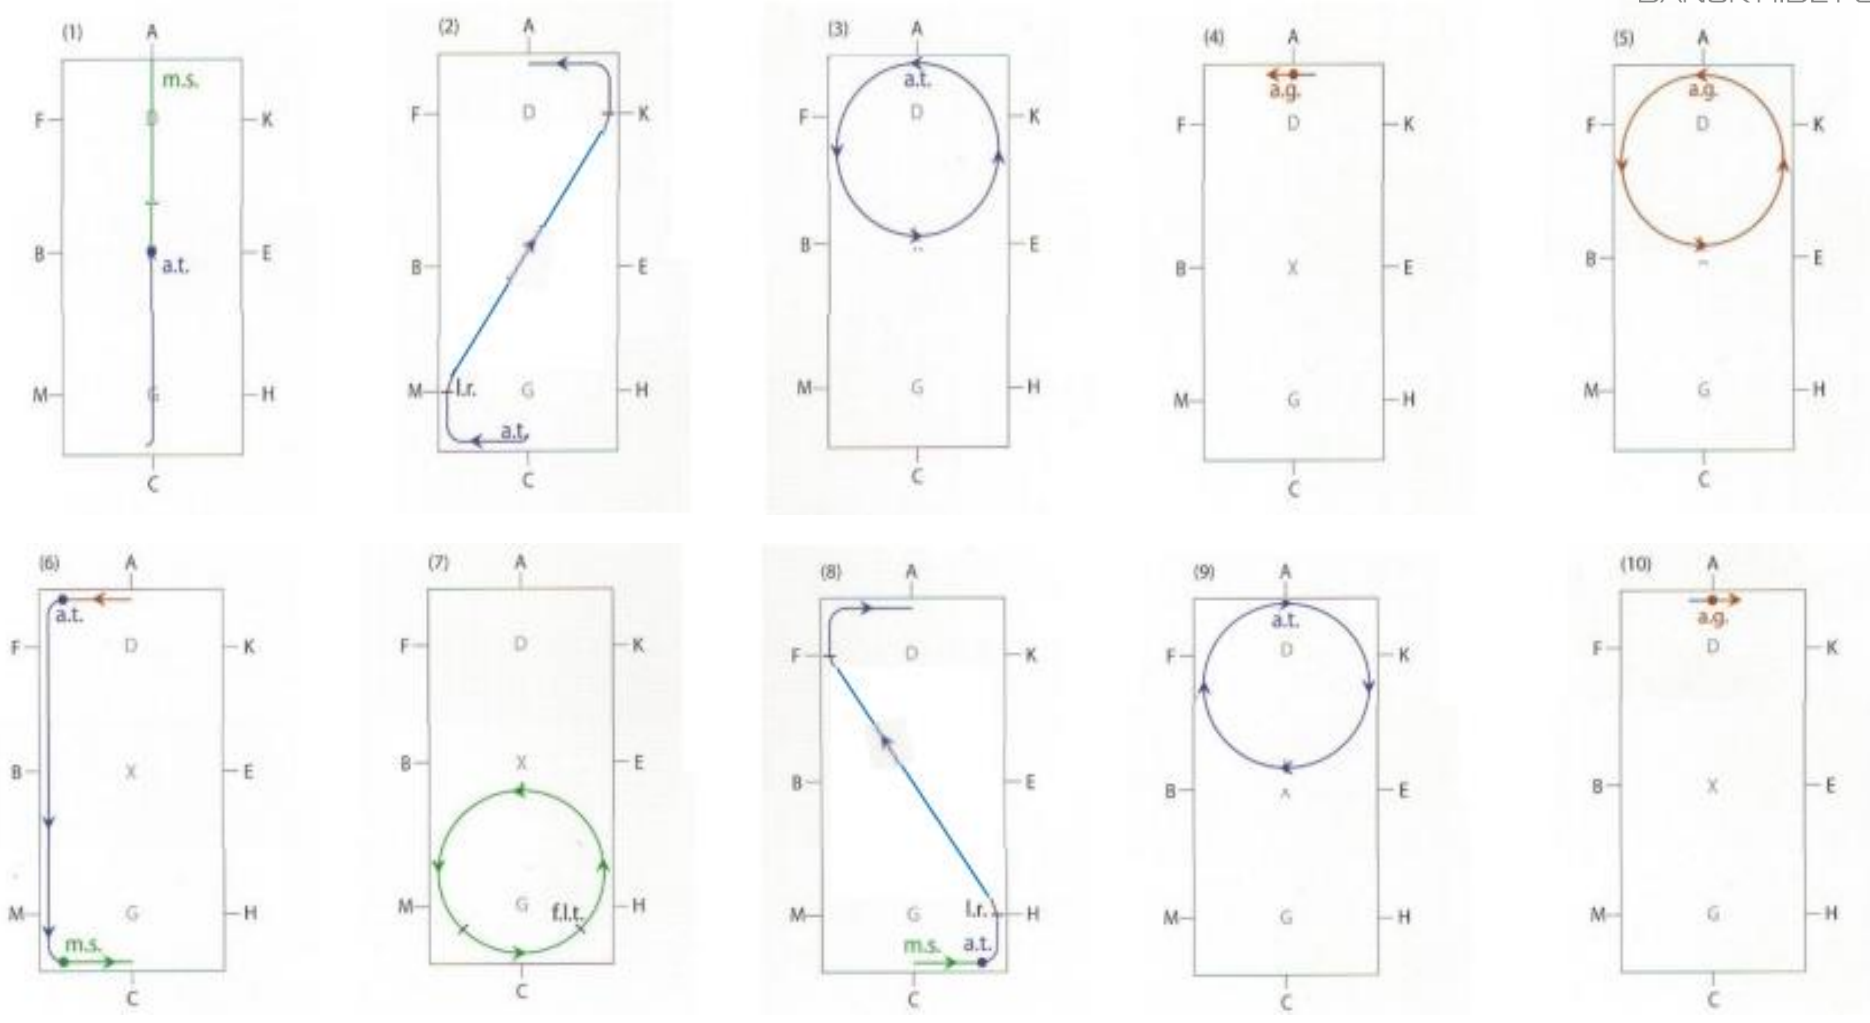 (1) A
m.s.
D
F K
B E
a.t.
M G H
C
(2) A
F D K
B E
M l.r. G H
a.t.
C
(3) A
a.t.
F D K
B E
M G H
C
(4) A
a.g.
F D K
B X E
M G H
C
(5) A
a.g.
F D K
B E
M G H
C
(6) A
a.t.
F D K
B X E
M G H
m.s.
C
(7) A
F D K
B X E
M G f.l.t. H
C
(8) A
F D K
B E
M G l.r. H
m.s. a.t.
C
(9) A
a.t.
F D K
B E
M G H
C
(10) A
a.g.
F D K
B X E
M G H
C